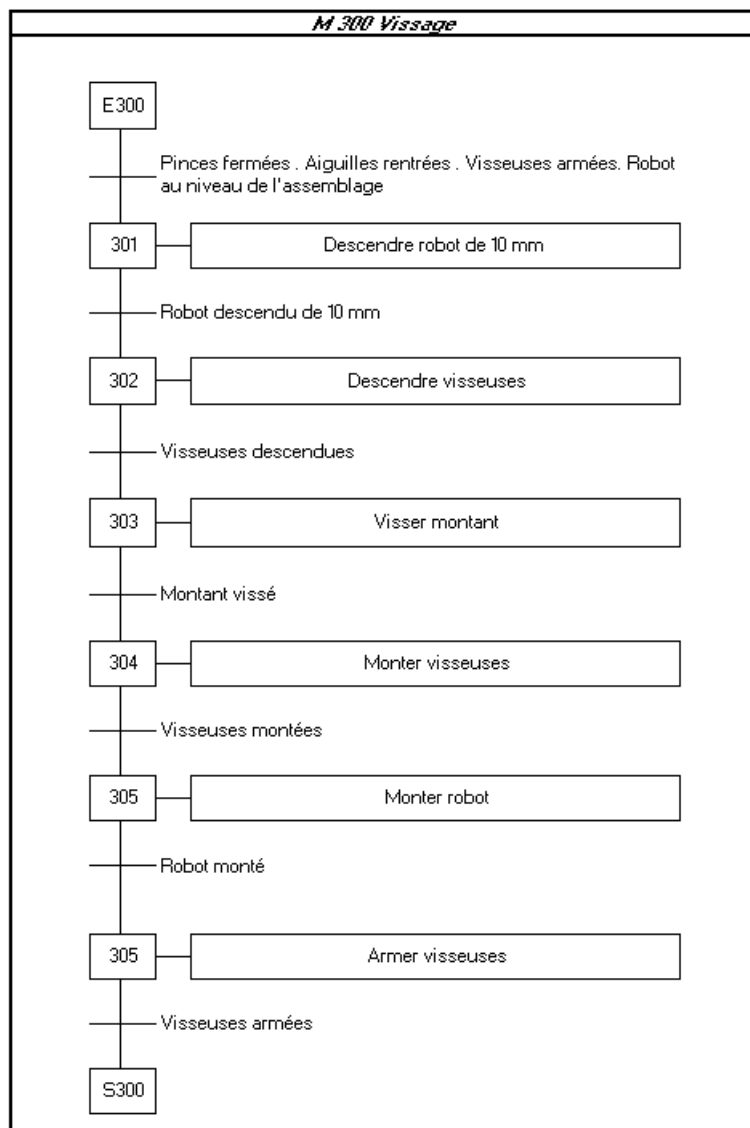 M 300 Vissage
E300
Pinces fermées . Aiguilles rentrées . Visseuses armées. Robot
au niveau de l'assemblage
301
Descendre robot de 10 mm
Robot descendu de 10 mm
302
Descendre visseuses
Visseuses descendues
303
Visser montant
Montant vissé
304
Monter visseuses
Visseuses montées
305
Monter robot
Robot monté
305
Armer visseuses
Visseuses armées
S300